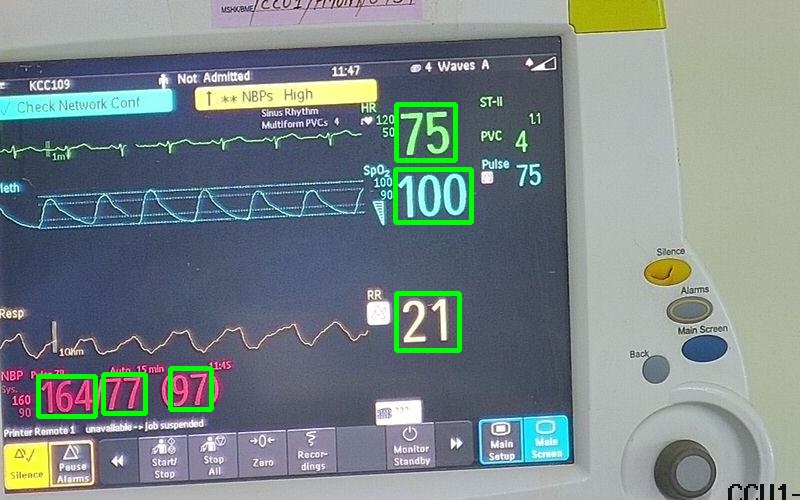 MSHK/BME/CCU1/
KCC109 Not Admitted 11:47 4 Waves A
Check Network Conf
** NBPs High
Sinus Rhythm
Multiform PVCs 4
HR
120
50
75
ST-II
1.1
PVC 4
1m
SpO₂
100
90
100
Pulse 75
Resp
RR
21
1Ohm
NBP Pulse 79 Auto 15 min 11:45
Sys.
160
90
164/77 (97)
Printer Remote 1 unavailable -> job suspended
Silence
Pause Alarms
Start/ Stop
Stop All
Zero
Recor- dings
Monitor Standby
Main Setup
Main Screen
Silence
Alarms
Main Screen
Back
CCU1-